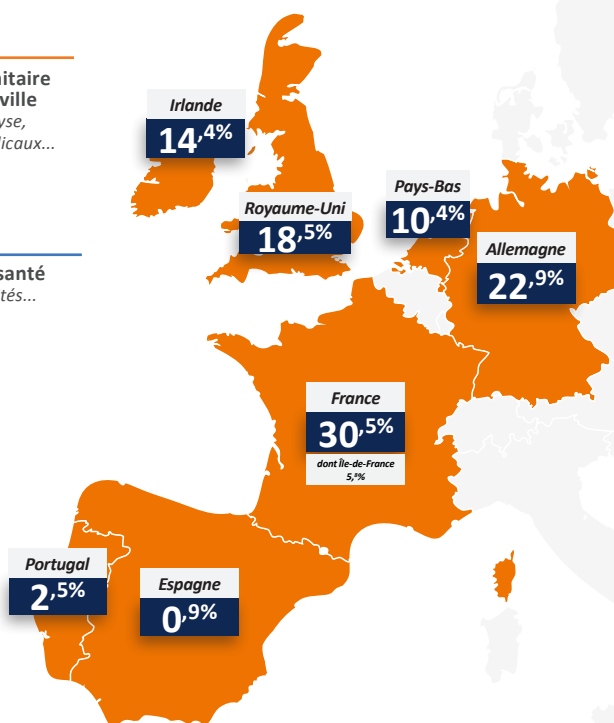 itaire
ville
yse,
dicaux...
santé
tés...
Irlande
14,4%
Royaume-Uni
18,5%
Pays-Bas
10,4%
Allemagne
22,9%
France
30,5%
dont Île-de-France
Portugal
2,5%
Espagne
0,9%